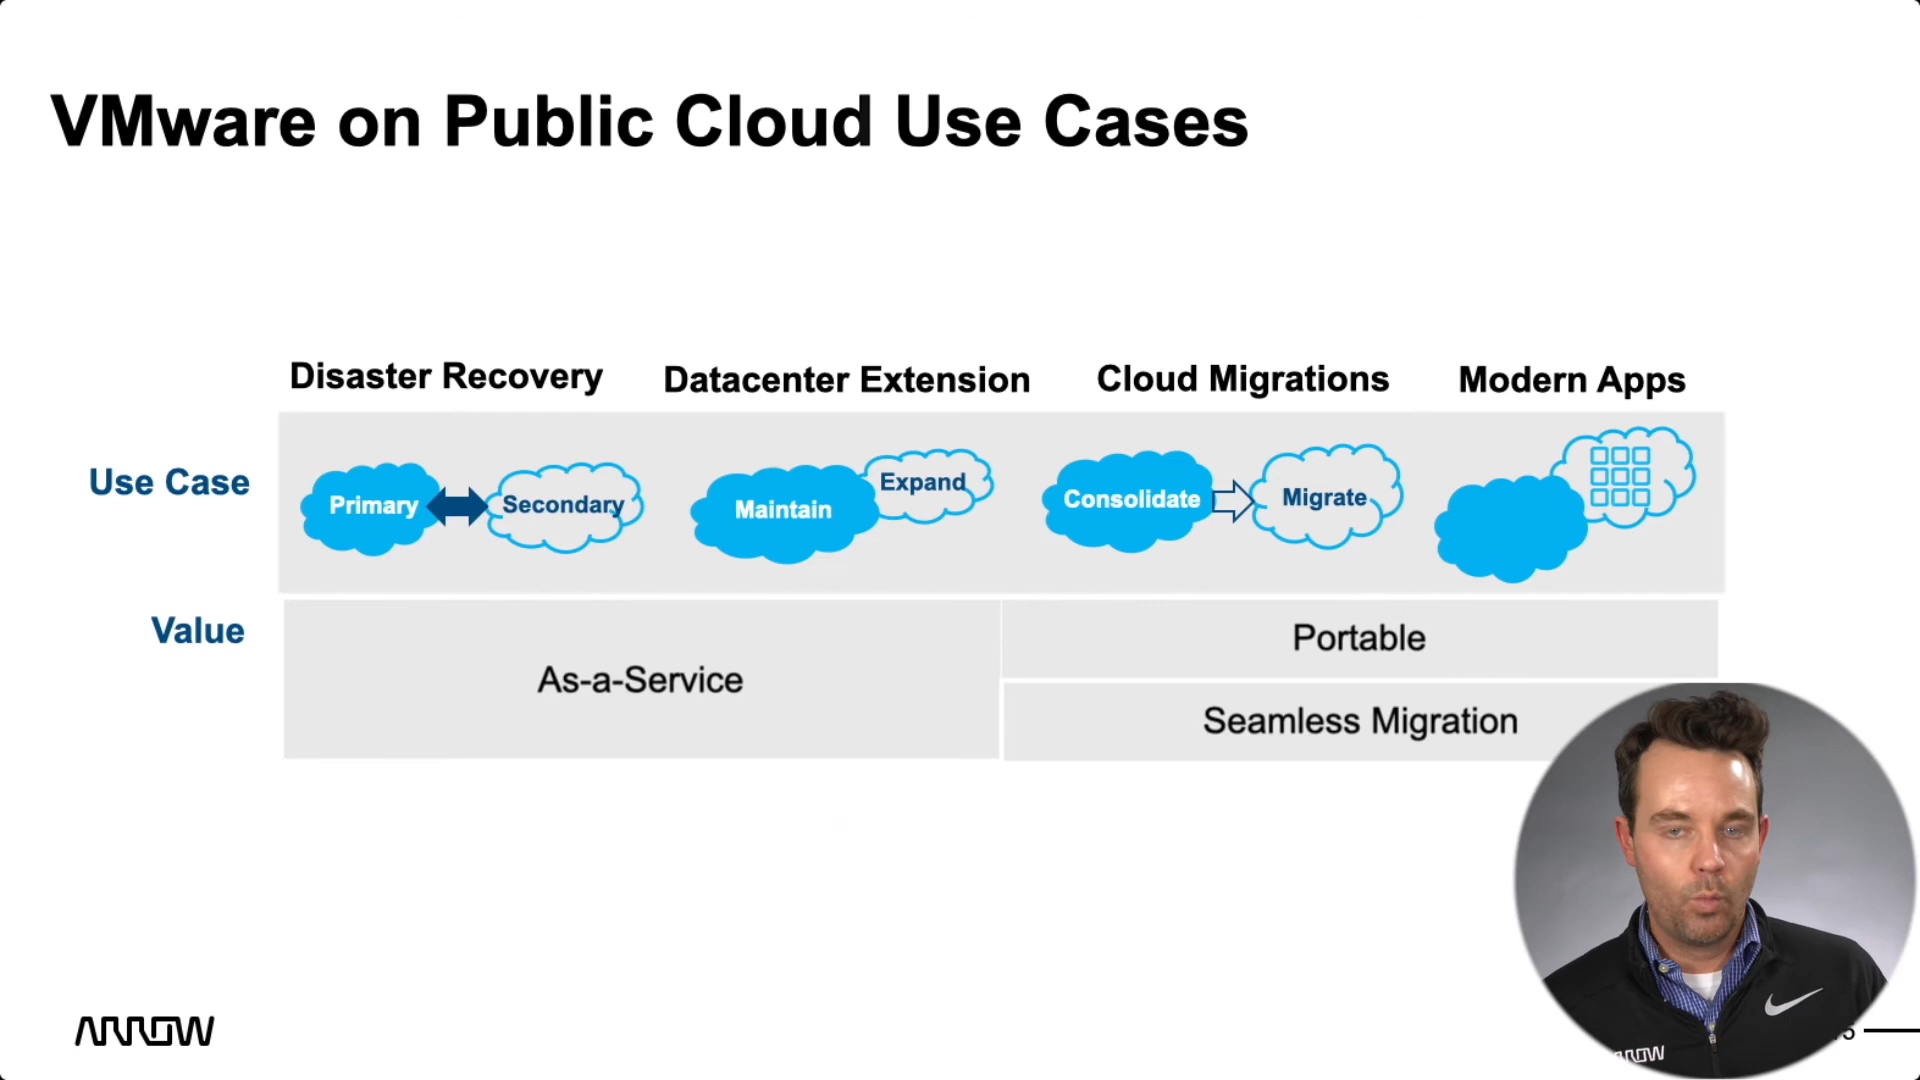 VMware on Public Cloud Use Cases
Disaster Recovery
Datacenter Extension
Cloud Migrations
Modern Apps
Use Case
Primary
Secondary
Maintain
Expand
Consolidate
Migrate
Value
As-a-Service
Portable
Seamless Migration
ARROW